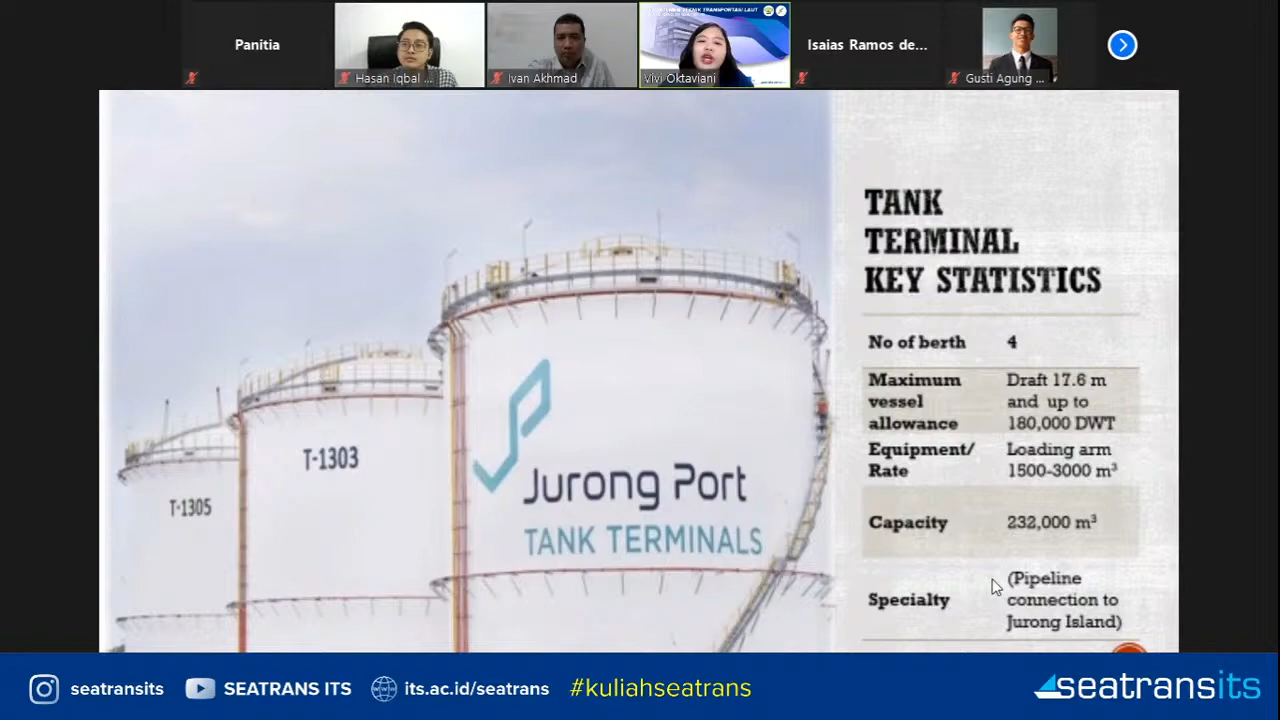 Panitia
Hasan Iqbal ...
Ivan Akhmad
TEKNIK TRANSPORTASI LAUT
Vivi Oktaviani
Isaias Ramos de...
Gusti Agung ...
T-1305
T-1303
Jurong Port
TANK TERMINALS
TANK
TERMINAL
KEY STATISTICS
No of berth 4
Maximum vessel allowance Draft 17.6 m and up to 180,000 DWT
Equipment/ Rate Loading arm 1500-3000 m³
Capacity 232,000 m³
Specialty (Pipeline connection to Jurong Island)
seatransits
SEATRANS ITS
its.ac.id/seatrans
#kuliahseatrans
seatransits